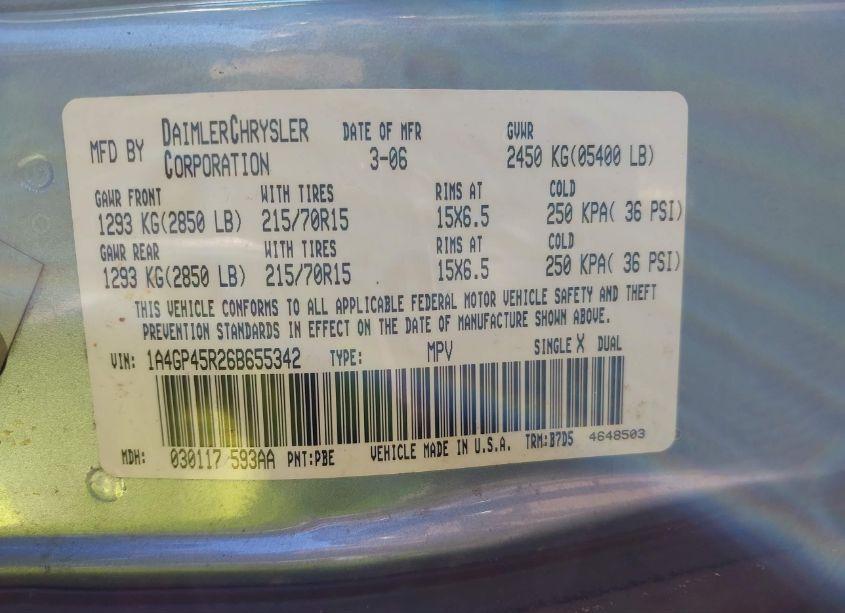 MFD BY DAIMLERCHRYSLER CORPORATION DATE OF MFR 3-06 GVWR 2450 KG(05400 LB)
GAWR FRONT WITH TIRES RIMS AT COLD
1293 KG(2850 LB) 215/70R15 15X6.5 250 KPA( 36 PSI)
GAWR REAR WITH TIRES RIMS AT COLD
1293 KG(2850 LB) 215/70R15 15X6.5 250 KPA( 36 PSI)
THIS VEHICLE CONFORMS TO ALL APPLICABLE FEDERAL MOTOR VEHICLE SAFETY AND THEFT
PREVENTION STANDARDS IN EFFECT ON THE DATE OF MANUFACTURE SHOWN ABOVE.
VIN: 1A4GP45R26B655342 TYPE: MPV SINGLE X DUAL
MDH: 030117 593AA PNT:PBE VEHICLE MADE IN U.S.A. TRM:B7D5 4648503